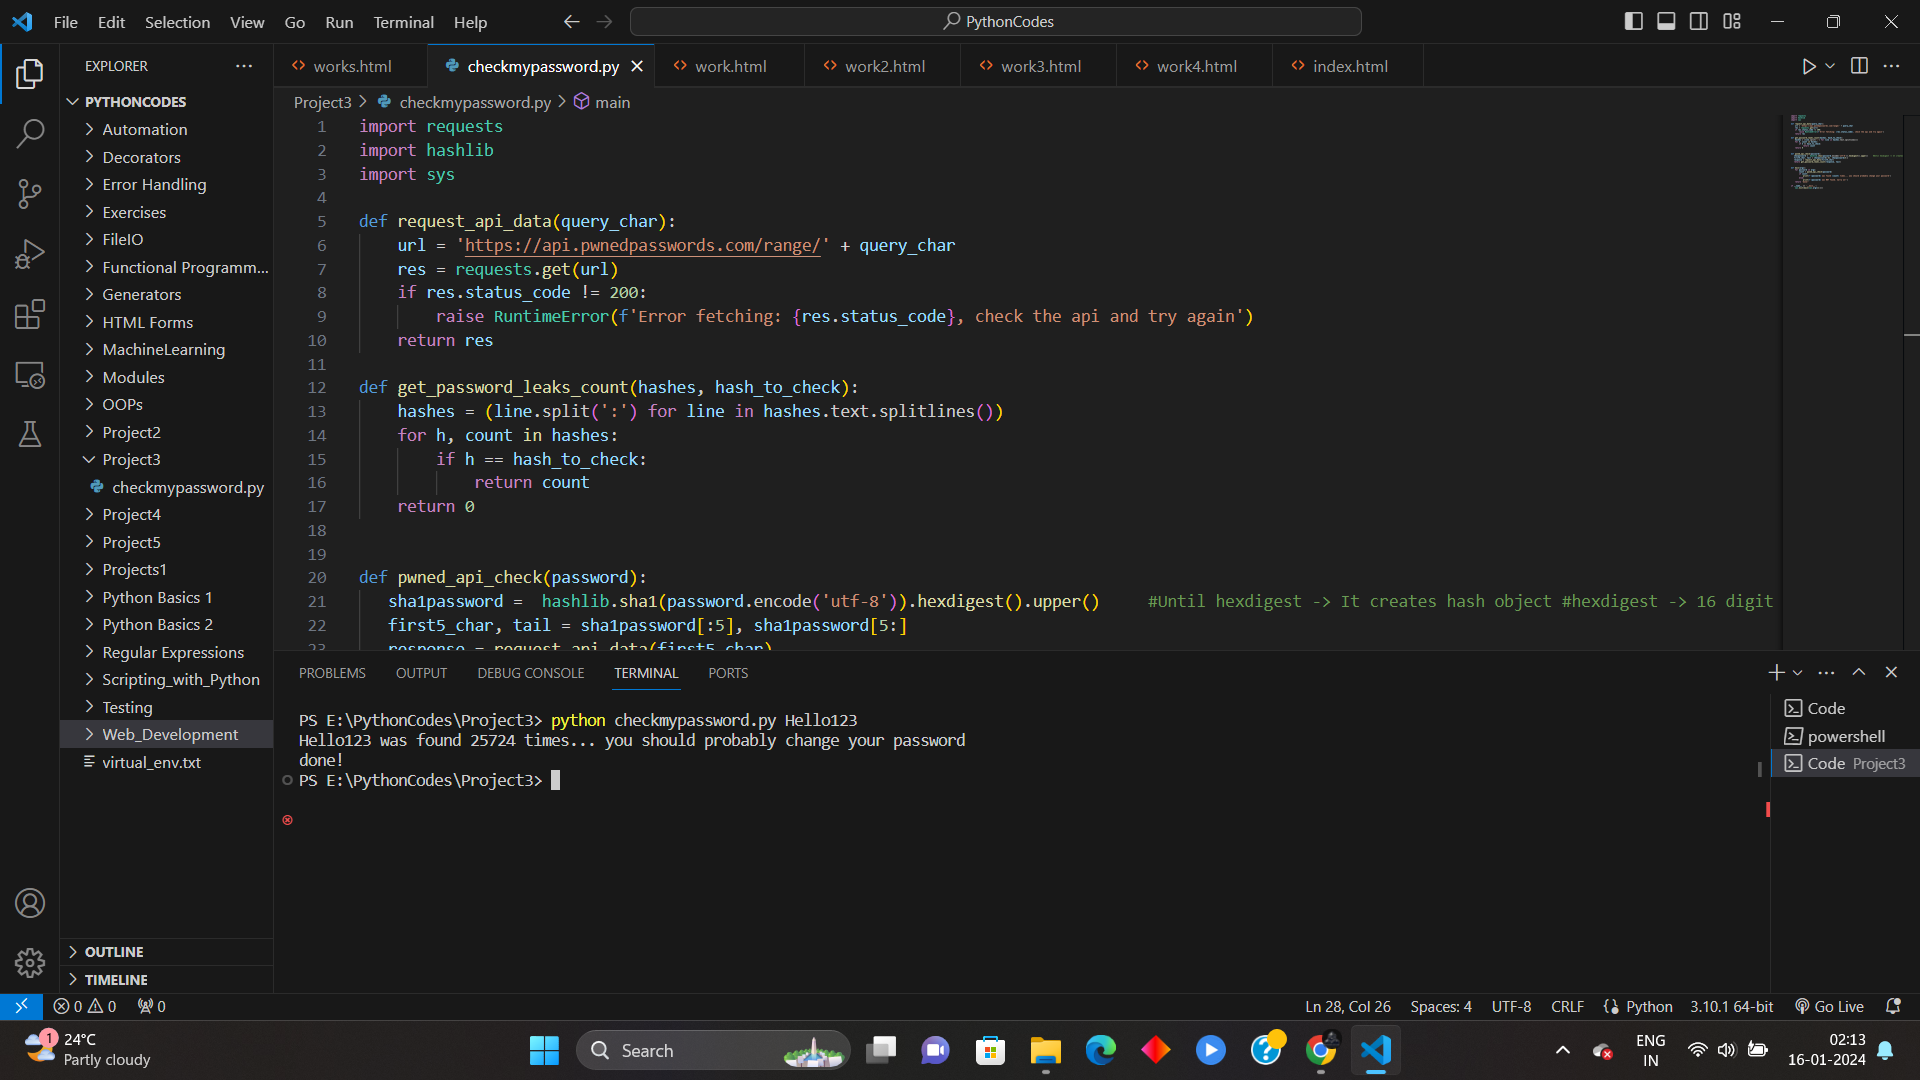 File Edit Selection View Go Run Terminal Help
PythonCodes
EXPLORER
works.html
checkmypassword.py
work.html
work2.html
work3.html
work4.html
index.html
PYTHONCODES
Automation
Decorators
Error Handling
Exercises
FileIO
Functional Programm...
Generators
HTML Forms
MachineLearning
Modules
OOPs
Project2
Project3
checkmypassword.py
Project4
Project5
Projects1
Python Basics 1
Python Basics 2
Regular Expressions
Scripting_with_Python
Testing
Web_Development
virtual_env.txt
OUTLINE
TIMELINE
Project3 > checkmypassword.py > main
1 import requests
2 import hashlib
3 import sys
4
5 def request_api_data(query_char):
6 url = 'https://api.pwnedpasswords.com/range/' + query_char
7 res = requests.get(url)
8 if res.status_code != 200:
9 raise RuntimeError(f'Error fetching: {res.status_code}, check the api and try again')
10 return res
11
12 def get_password_leaks_count(hashes, hash_to_check):
13 hashes = (line.split(':') for line in hashes.text.splitlines())
14 for h, count in hashes:
15 if h == hash_to_check:
16 return count
17 return 0
18
19
20 def pwned_api_check(password):
21 sha1password = hashlib.sha1(password.encode('utf-8')).hexdigest().upper() #Until hexdigest -> It creates hash object #hexdigest -> 16 digit
22 first5_char, tail = sha1password[:5], sha1password[5:]
23 response = request_api_data(first5_char)
PROBLEMS OUTPUT DEBUG CONSOLE TERMINAL PORTS
PS E:\PythonCodes\Project3> python checkmypassword.py Hello123
Hello123 was found 25724 times... you should probably change your password
done!
PS E:\PythonCodes\Project3>
Code
powershell
Code Project3
0 0 0
Ln 28, Col 26 Spaces: 4 UTF-8 CRLF Python 3.10.1 64-bit Go Live
1
24°C
Partly cloudy
Search
ENG
IN
02:13
16-01-2024